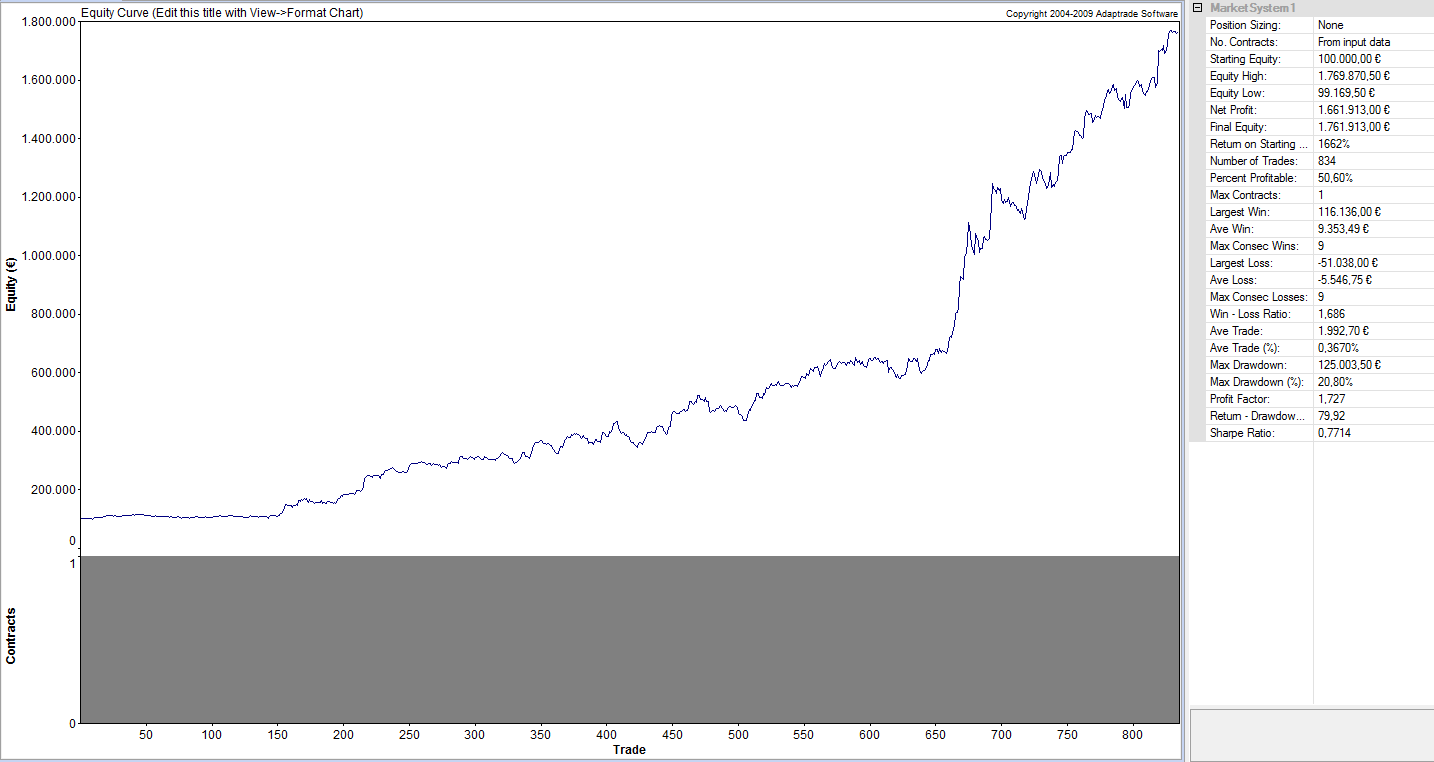 Equity Curve (Edit this title with View->Format Chart)
Copyright 2004-2009 Adaptrade Software
Equity (€)
1.800.000
1.600.000
1.400.000
1.200.000
1.000.000
800.000
600.000
400.000
200.000
0
Contracts
1
0
50 100 150 200 250 300 350 400 450 500 550 600 650 700 750 800
Trade
MarketSystem1
Position Sizing: None
No. Contracts: From input data
Starting Equity: 100.000,00 €
Equity High: 1.769.870,50 €
Equity Low: 99.169,50 €
Net Profit: 1.661.913,00 €
Final Equity: 1.761.913,00 €
Return on Starting ... 1662%
Number of Trades: 834
Percent Profitable: 50,60%
Max Contracts: 1
Largest Win: 116.136,00 €
Ave Win: 9.353,49 €
Max Consec Wins: 9
Largest Loss: -51.038,00 €
Ave Loss: -5.546,75 €
Max Consec Losses: 9
Win - Loss Ratio: 1,686
Ave Trade: 1.992,70 €
Ave Trade (%): 0,3670%
Max Drawdown: 125.003,50 €
Max Drawdown (%): 20,80%
Profit Factor: 1,727
Return - Drawdow... 79,92
Sharpe Ratio: 0,7714